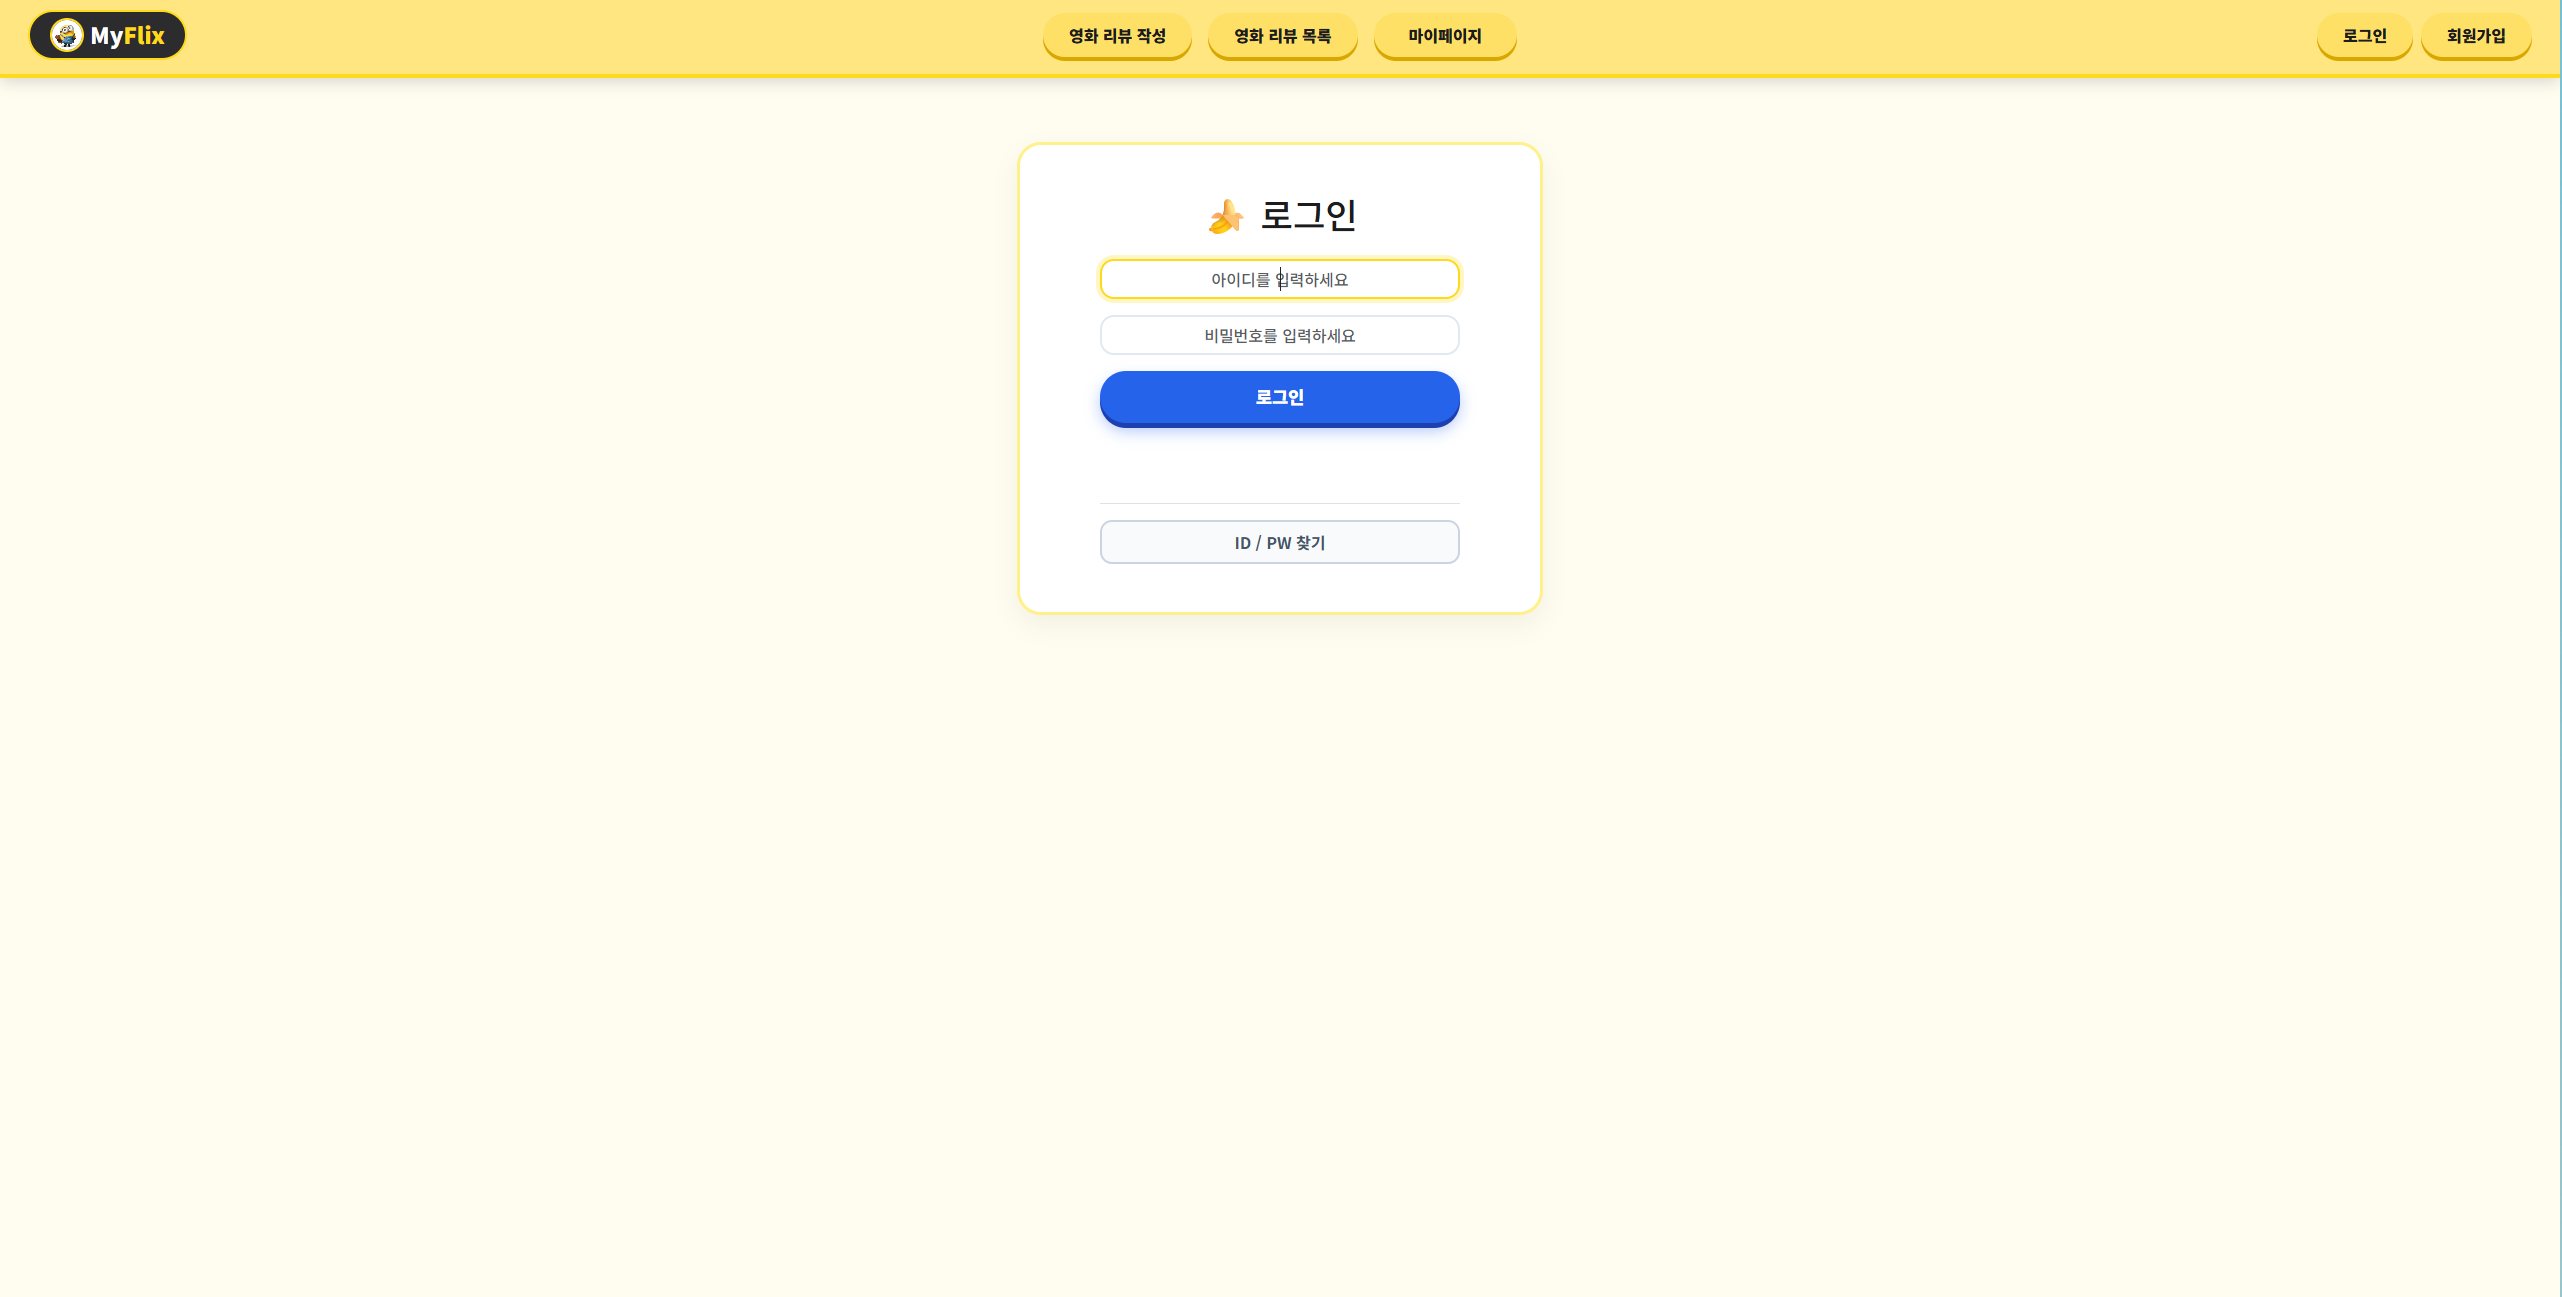 MyFlix
영화 리뷰 작성
영화 리뷰 목록
마이페이지
로그인
회원가입
로그인
아이디를 입력하세요
비밀번호를 입력하세요
로그인
ID / PW 찾기